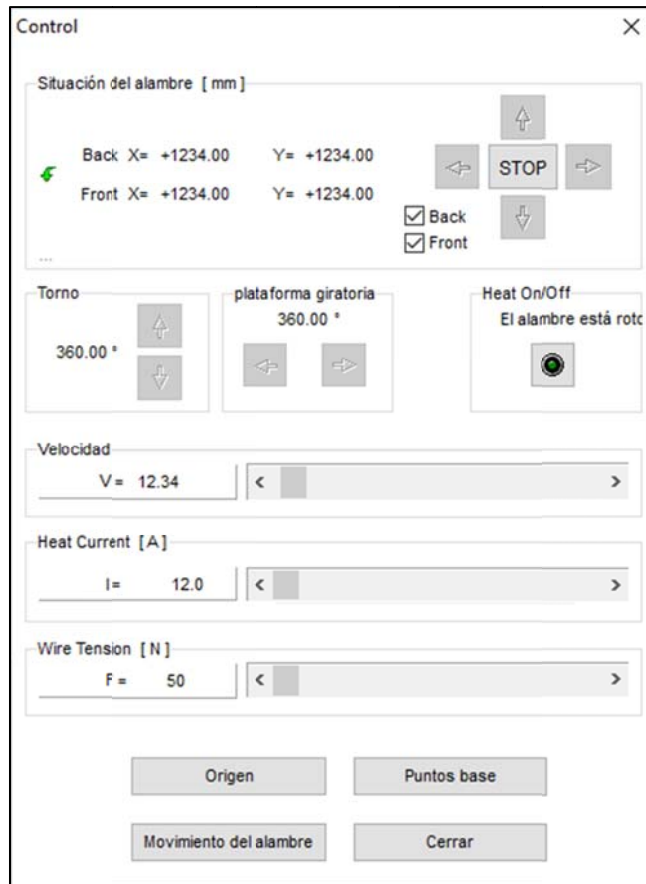 Control
Situación del alambre [ mm ]
Back X= +1234.00 Y= +1234.00
Front X= +1234.00 Y= +1234.00
STOP
Back
Front
...
Torno
360.00 °
plataforma giratoria
360.00 °
Heat On/Off
El alambre está roto
Velocidad
V = 12.34
Heat Current [ A ]
I= 12.0
Wire Tension [ N ]
F = 50
Origen
Puntos base
Movimiento del alambre
Cerrar